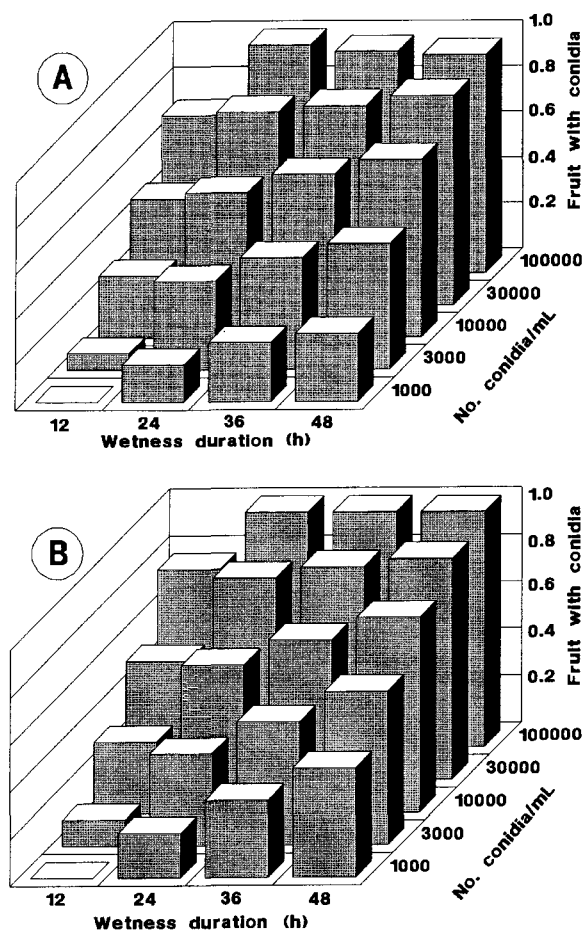 A
1.0
0.8
0.6
0.4
0.2
Fruit with conidia
100000
30000
10000
3000
1000
No. conidia/mL
12 24 36 48
Wetness duration (h)
B
1.0
0.8
0.6
0.4
0.2
Fruit with conidia
100000
30000
10000
3000
1000
No. conidia/mL
12 24 36 48
Wetness duration (h)